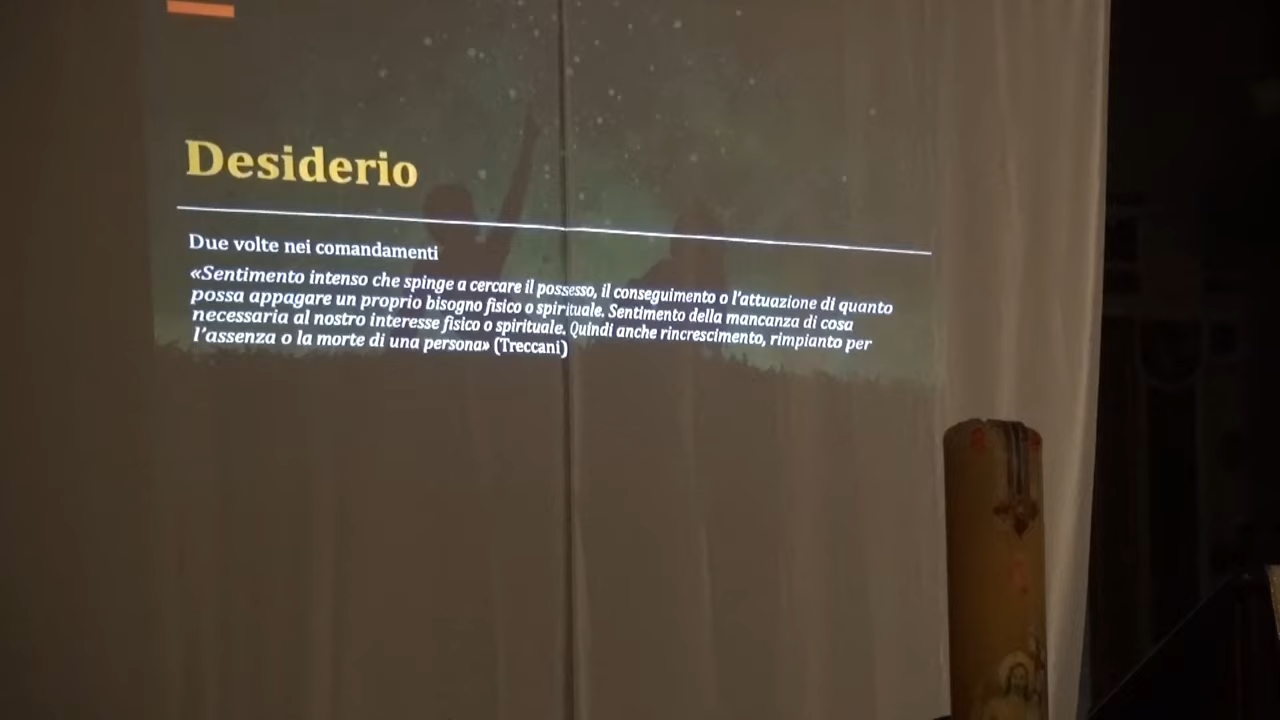 Desiderio
Due volte nei comandamenti
«Sentimento intenso che spinge a cercare il possesso, il conseguimento o l'attuazione di quanto
possa appagare un proprio bisogno fisico o spirituale. Sentimento della mancanza di cosa
necessaria al nostro interesse fisico o spirituale. Quindi anche rincrescimento, rimpianto per
l'assenza o la morte di una persona» (Treccani)